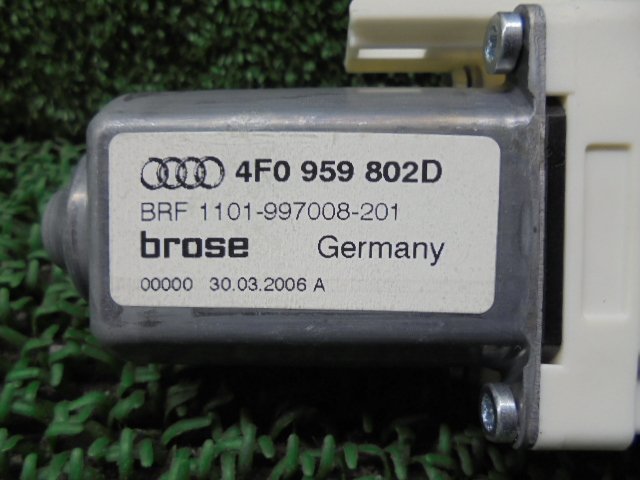 4F0 959 802D
BRF 1101-997008-201
brose Germany
00000 30.03.2006 A